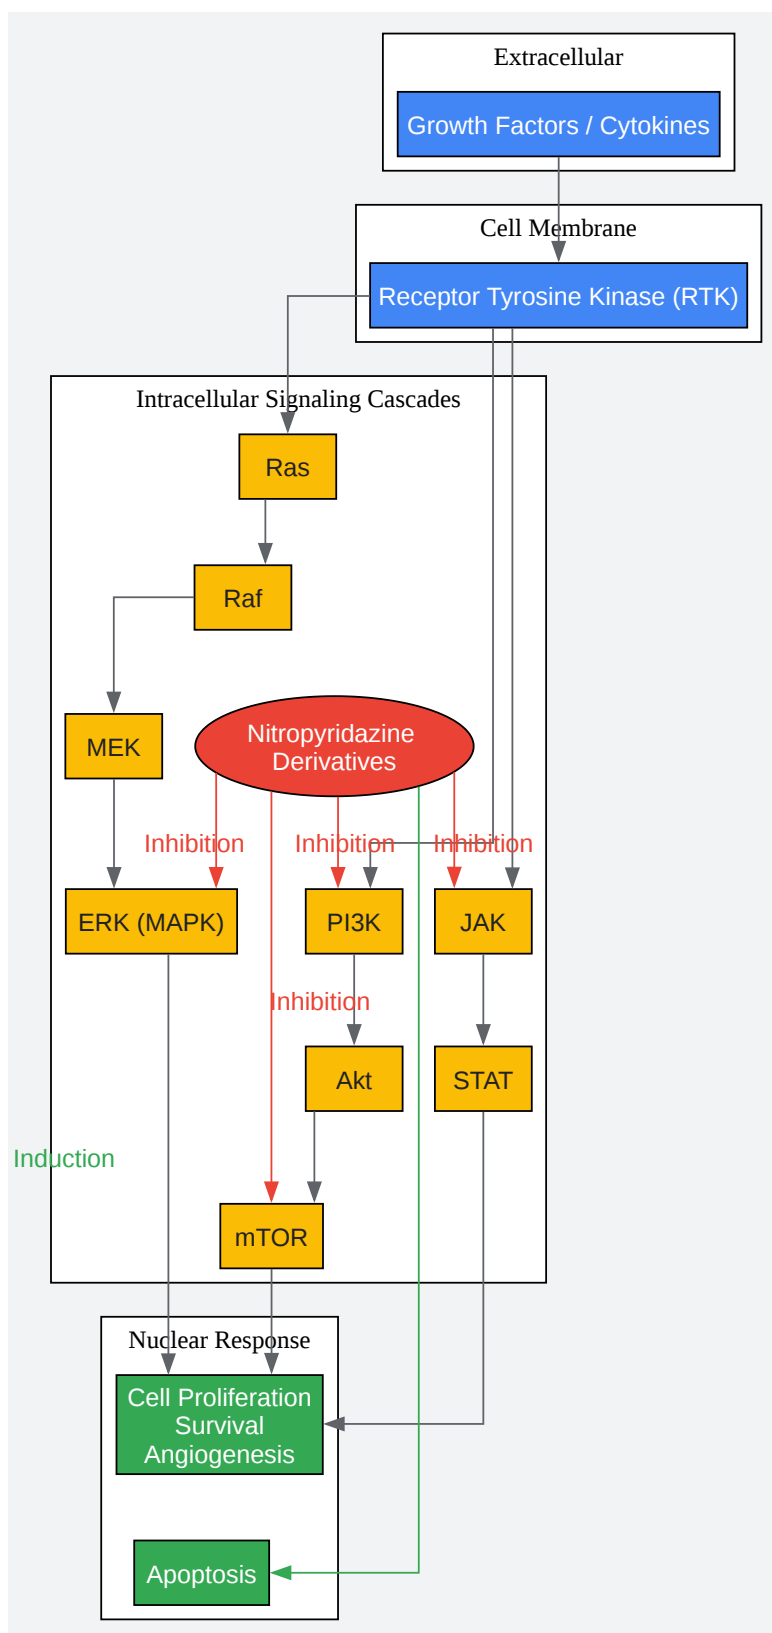 Extracellular
Growth Factors / Cytokines
Cell Membrane
Receptor Tyrosine Kinase (RTK)
Intracellular Signaling Cascades
Ras
Raf
MEK
Nitropyridazine
Derivatives
Inhibition
Inhibition
Inhibition
ERK (MAPK)
PI3K
JAK
Inhibition
Akt
STAT
Induction
mTOR
Nuclear Response
Cell Proliferation
Survival
Angiogenesis
Apoptosis